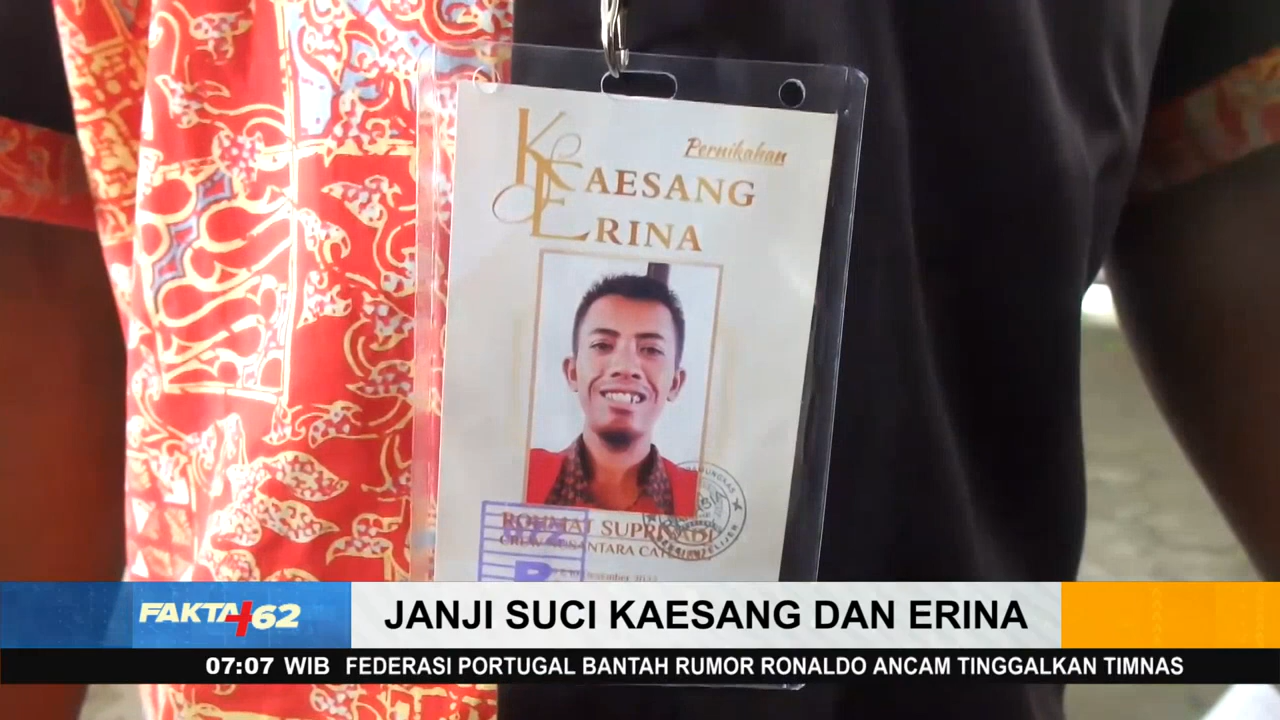 Pernikahan
KAESANG
ERINA
ROHMAT SUPRIYADI
FAKTA+62
JANJI SUCI KAESANG DAN ERINA
07:07 WIB FEDERASI PORTUGAL BANTAH RUMOR RONALDO ANCAM TINGGALKAN TIMNAS